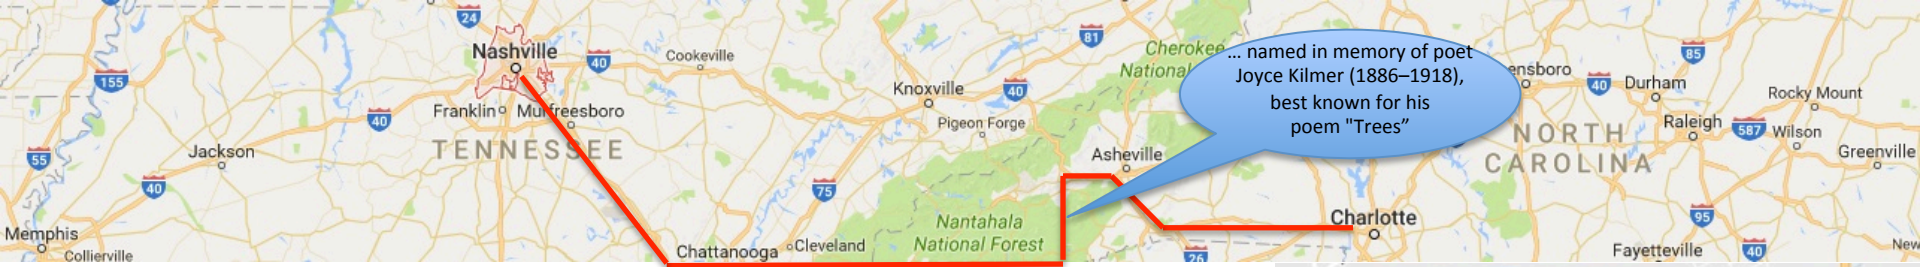 24
Nashville
40
Cookeville
155
Franklin
Murfreesboro
40
TENNESSEE
Jackson
55
40
Memphis
Collierville
Knoxville
40
81
Cherokee
National
Pigeon Forge
75
Asheville
Nantahala
National Forest
Chattanooga
Cleveland
... named in memory of poet
Joyce Kilmer (1886–1918),
best known for his
poem "Trees”
ensboro
40
Durham
85
Rocky Mount
Raleigh
587
Wilson
NORTH
CAROLINA
Greenville
Charlotte
95
26
Fayetteville
40
New